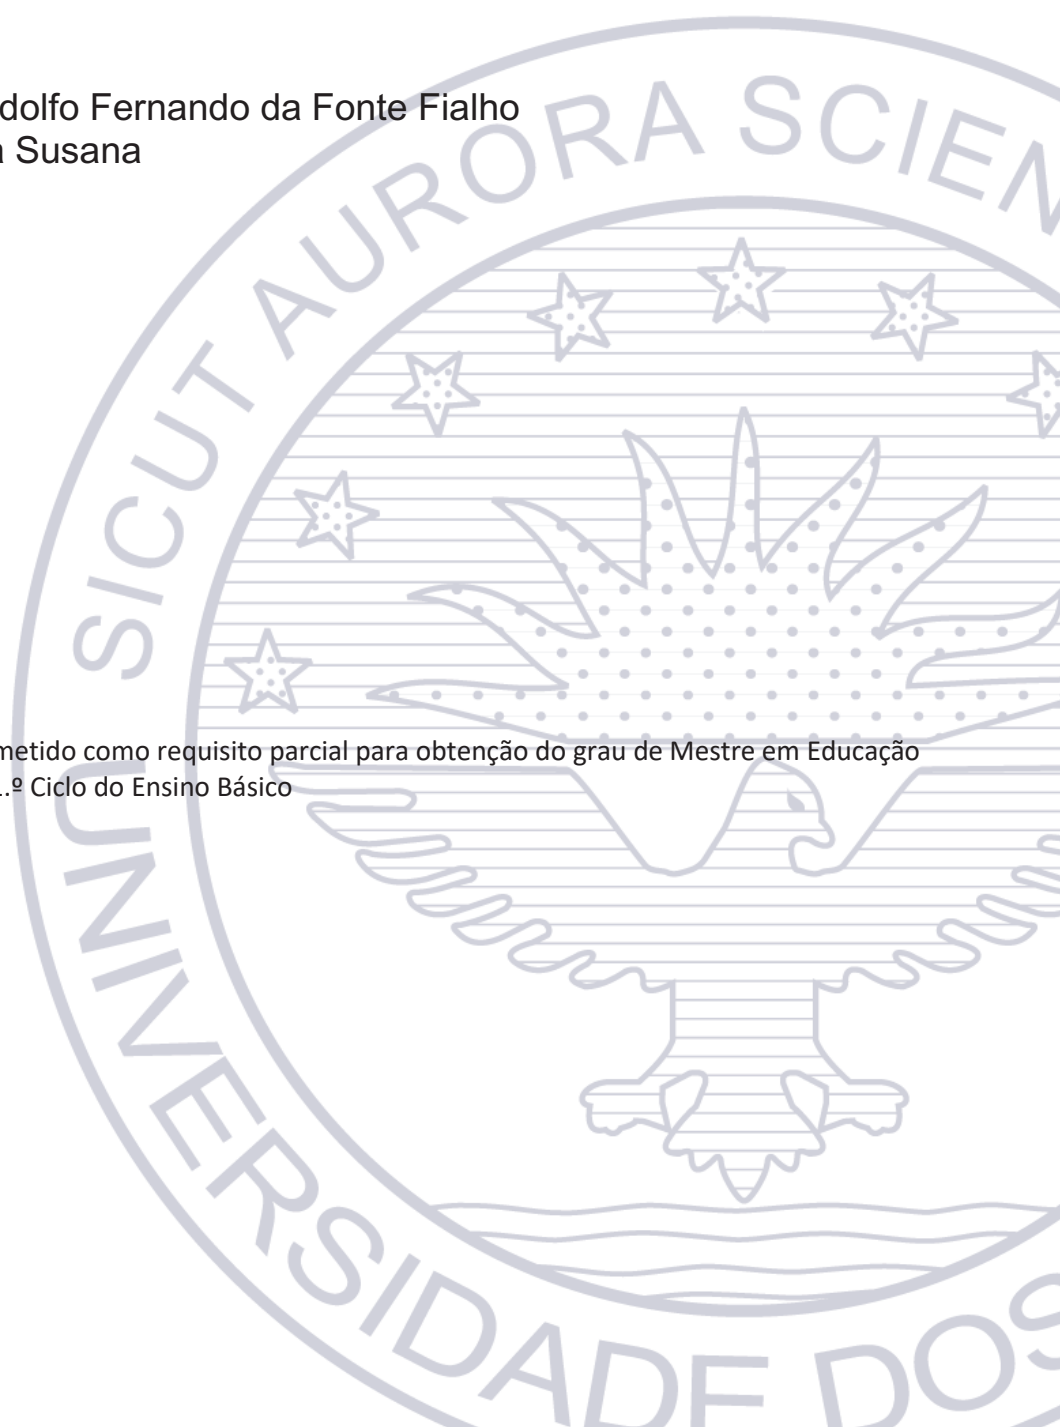 dolfo Fernando da Fonte Fialho
a Susana
SICUT AURORA SCIEN
metido como requisito parcial para obtenção do grau de Mestre em Educação
.º Ciclo do Ensino Básico
UNIVERSIDADE DOS